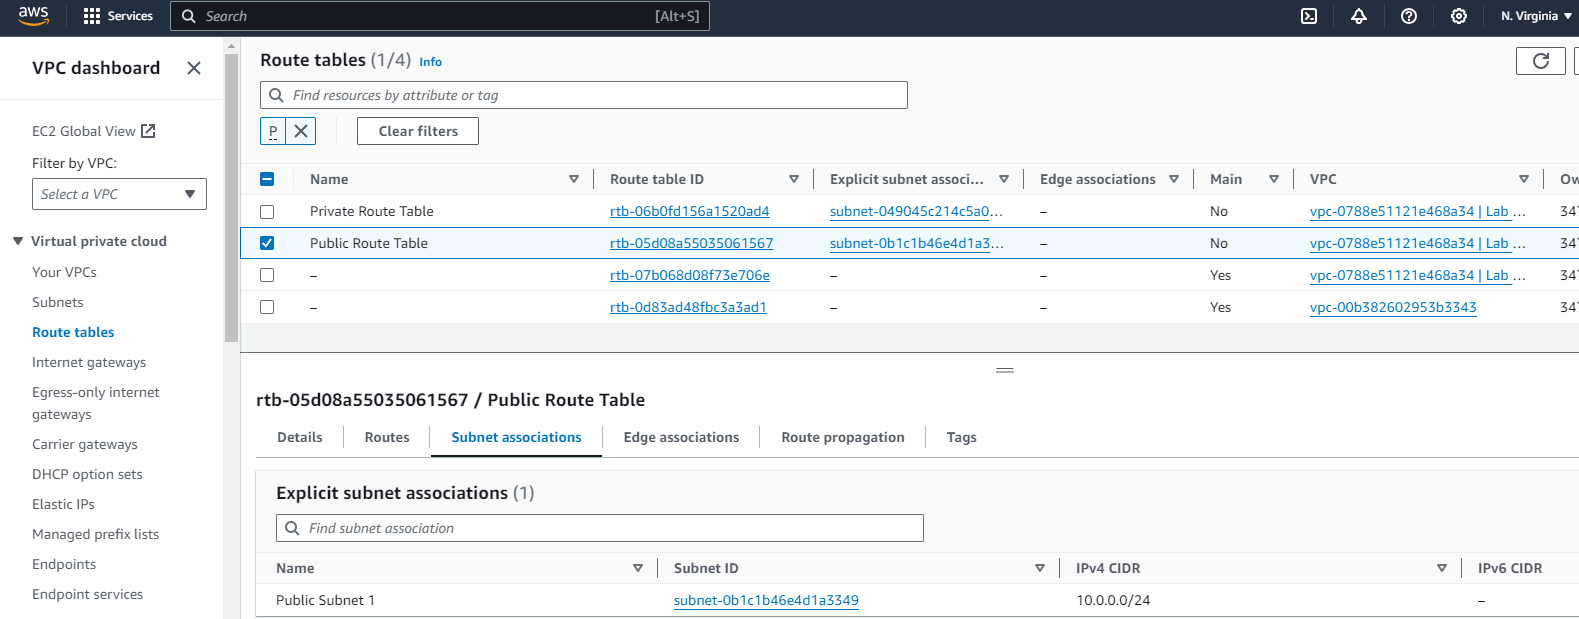 aws Services Search [Alt+S] N. Virginia
VPC dashboard
EC2 Global View
Filter by VPC:
Select a VPC
Virtual private cloud
Your VPCs
Subnets
Route tables
Internet gateways
Egress-only internet
gateways
Carrier gateways
DHCP option sets
Elastic IPs
Managed prefix lists
Endpoints
Endpoint services
Route tables (1/4) Info
Find resources by attribute or tag
P Clear filters
Name Route table ID Explicit subnet associ... Edge associations Main VPC Ow
Private Route Table rtb-06b0fd156a1520ad4 subnet-049045c214c5a0... – No vpc-0788e51121e468a34 | Lab ... 347
Public Route Table rtb-05d08a55035061567 subnet-0b1c1b46e4d1a3... – No vpc-0788e51121e468a34 | Lab ... 347
– rtb-07b068d08f73e706e – – Yes vpc-0788e51121e468a34 | Lab ... 347
– rtb-0d83ad48fbc3a3ad1 – – Yes vpc-00b382602953b3343 347
rtb-05d08a55035061567 / Public Route Table
Details Routes Subnet associations Edge associations Route propagation Tags
Explicit subnet associations (1)
Find subnet association
Name Subnet ID IPv4 CIDR IPv6 CIDR
Public Subnet 1 subnet-0b1c1b46e4d1a3349 10.0.0.0/24 –